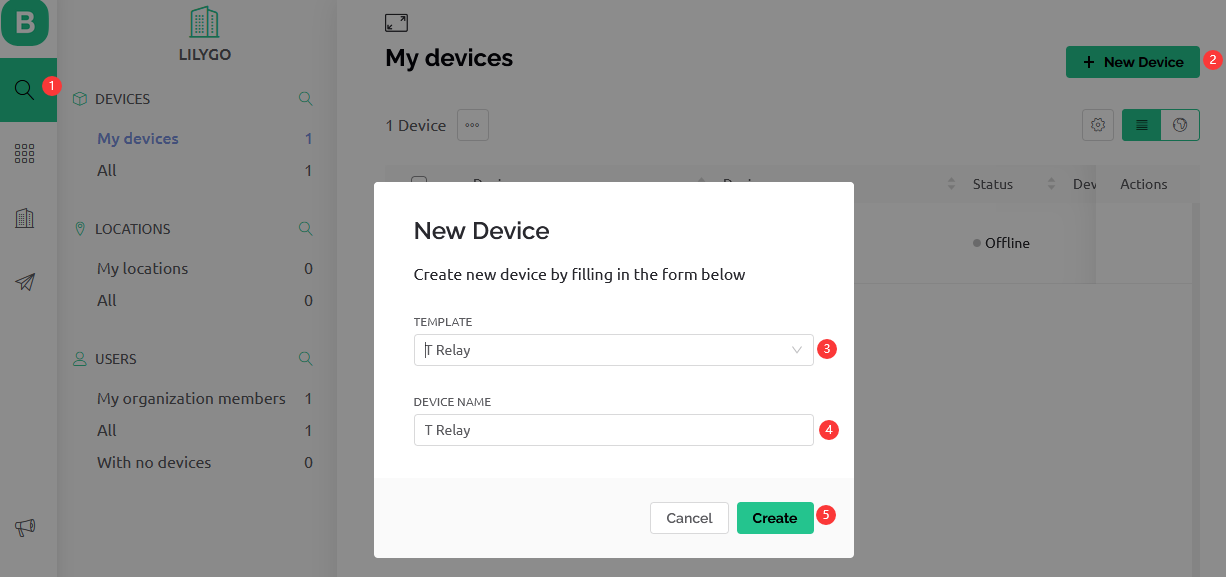 B
LILYGO
1
DEVICES
My devices 1
All 1
LOCATIONS
My locations 0
All 0
USERS
My organization members 1
All 1
With no devices 0
My devices
+ New Device 2
1 Device
Status
Actions
Offline
New Device
Create new device by filling in the form below
TEMPLATE
T Relay 3
DEVICE NAME
T Relay 4
Cancel
Create 5